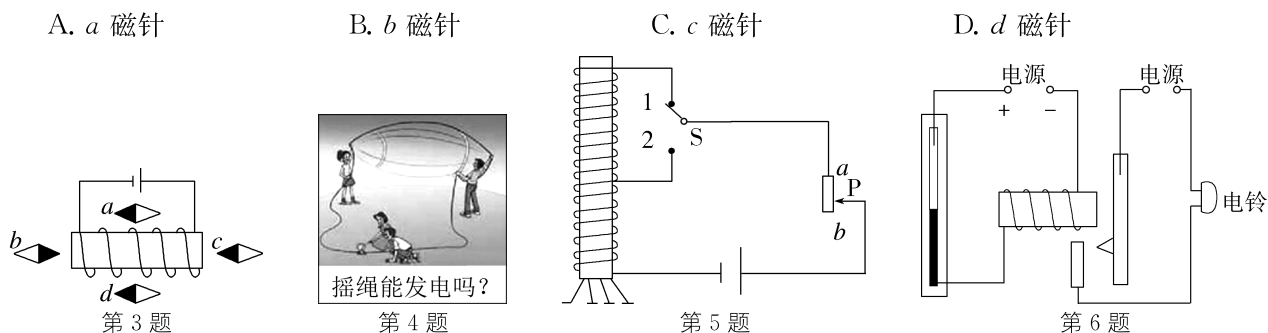 A. a 磁针 B. b 磁针 C. c 磁针 D. d 磁针
a
b
c
d
第 3 题
摇绳能发电吗?
第 4 题
1
2
S
a
P
b
第 5 题
电源
+ −
电源
电铃
第 6 题